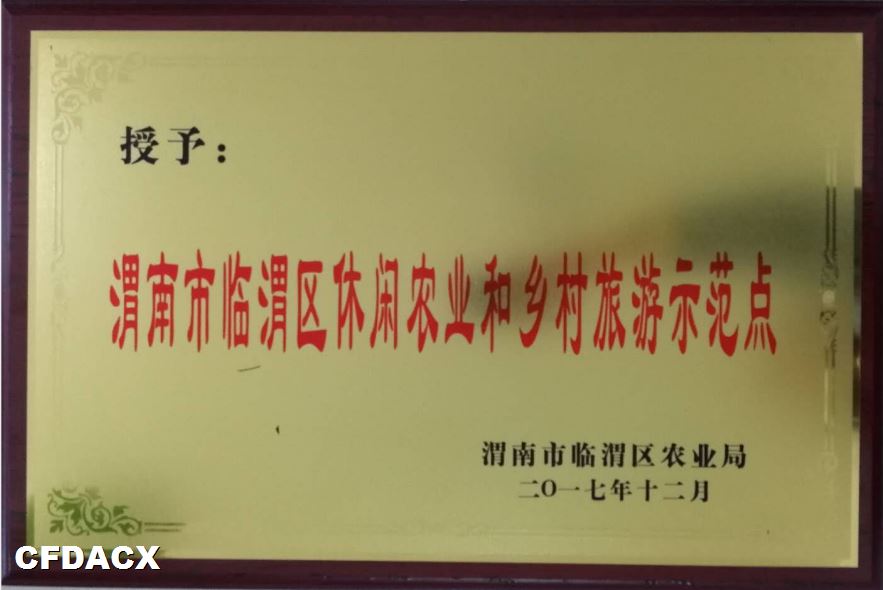 授予：
渭南市临渭区休闲农业和乡村旅游示范点
渭南市临渭区农业局
二〇一七年十二月
CFDACX